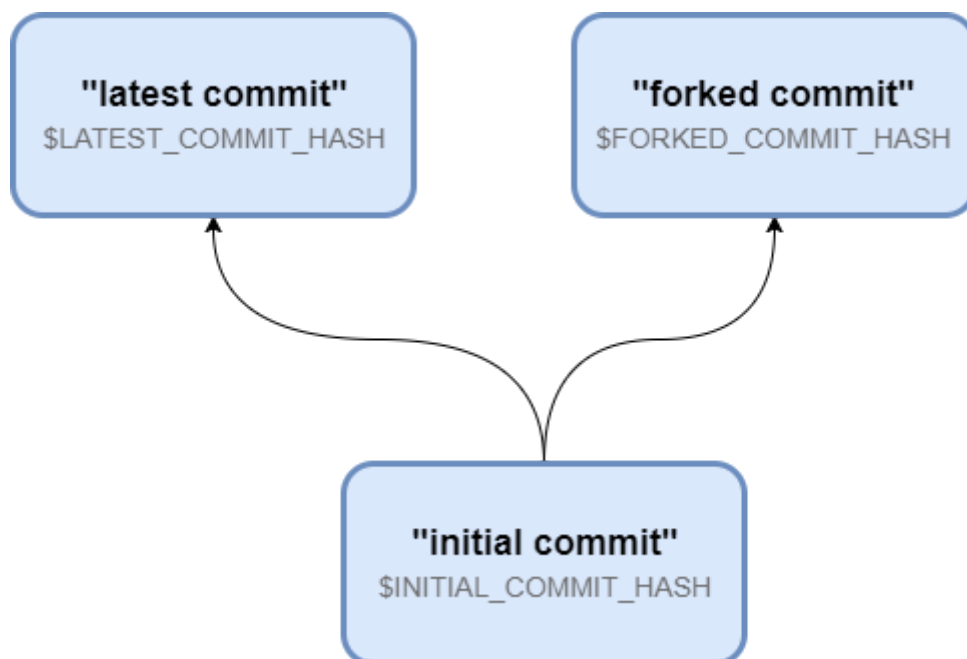 "latest commit"
$LATEST_COMMIT_HASH
"forked commit"
$FORKED_COMMIT_HASH
"initial commit"
$INITIAL_COMMIT_HASH